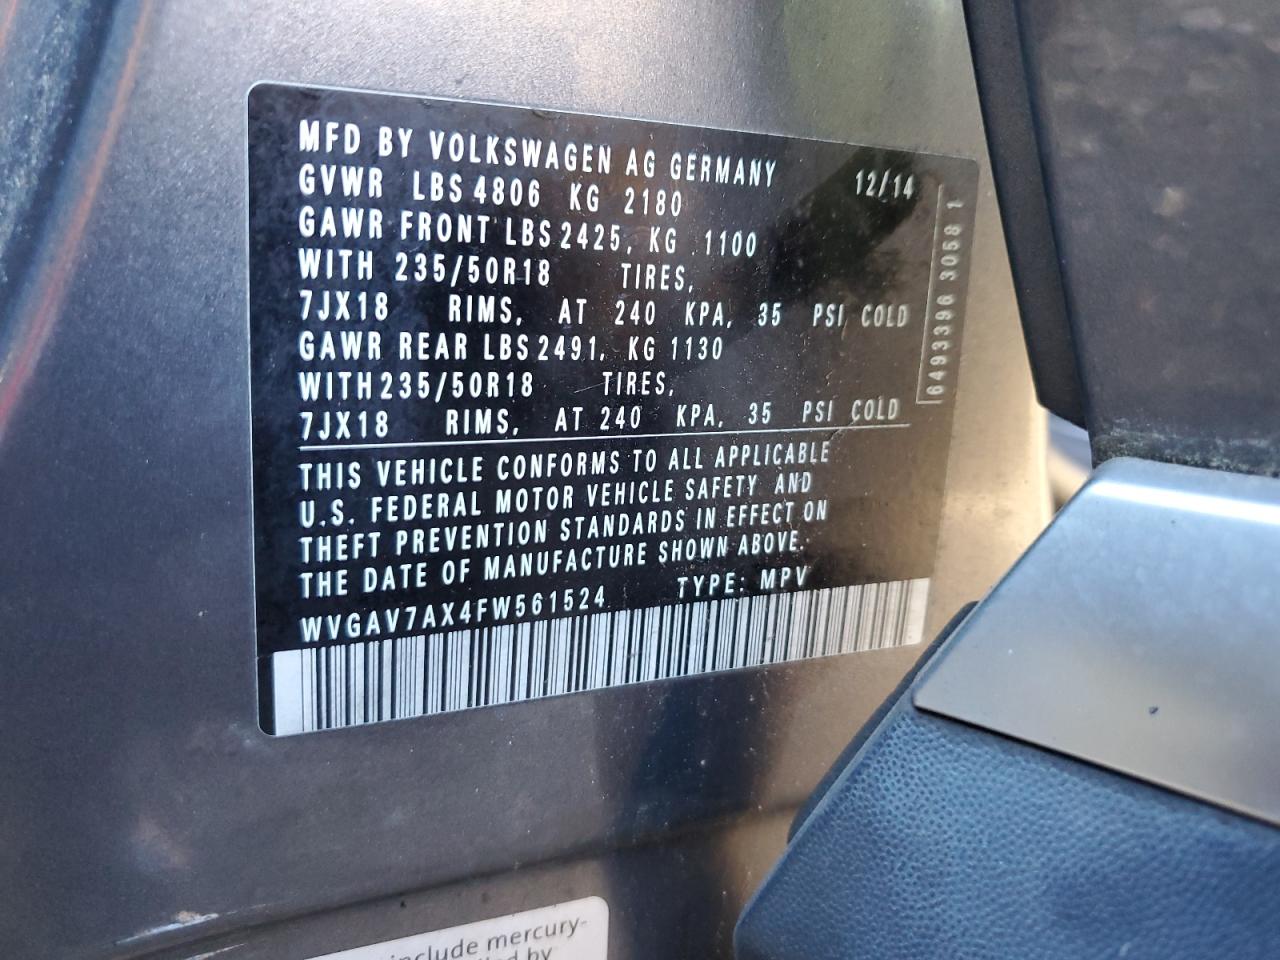 MFD BY VOLKSWAGEN AG GERMANY 12/14
GVWR LBS 4806 KG 2180
GAWR FRONT LBS 2425, KG 1100
WITH 235/50R18 TIRES,
7JX18 RIMS, AT 240 KPA, 35 PSI COLD
GAWR REAR LBS 2491, KG 1130
WITH 235/50R18 TIRES,
7JX18 RIMS, AT 240 KPA, 35 PSI COLD
THIS VEHICLE CONFORMS TO ALL APPLICABLE
U.S. FEDERAL MOTOR VEHICLE SAFETY AND
THEFT PREVENTION STANDARDS IN EFFECT ON
THE DATE OF MANUFACTURE SHOWN ABOVE.
WVGAV7AX4FW561524 TYPE: MPV
6493396 3058 1
include mercury-
by